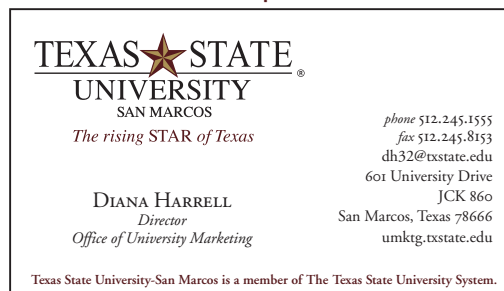 TEXAS STATE
®
UNIVERSITY
SAN MARCOS
The rising STAR of Texas
Diana Harrell
Director
Office of University Marketing
phone 512.245.1555
fax 512.245.8153
dh32@txstate.edu
601 University Drive
JCK 860
San Marcos, Texas 78666
umktg.txstate.edu
Texas State University-San Marcos is a member of The Texas State University System.